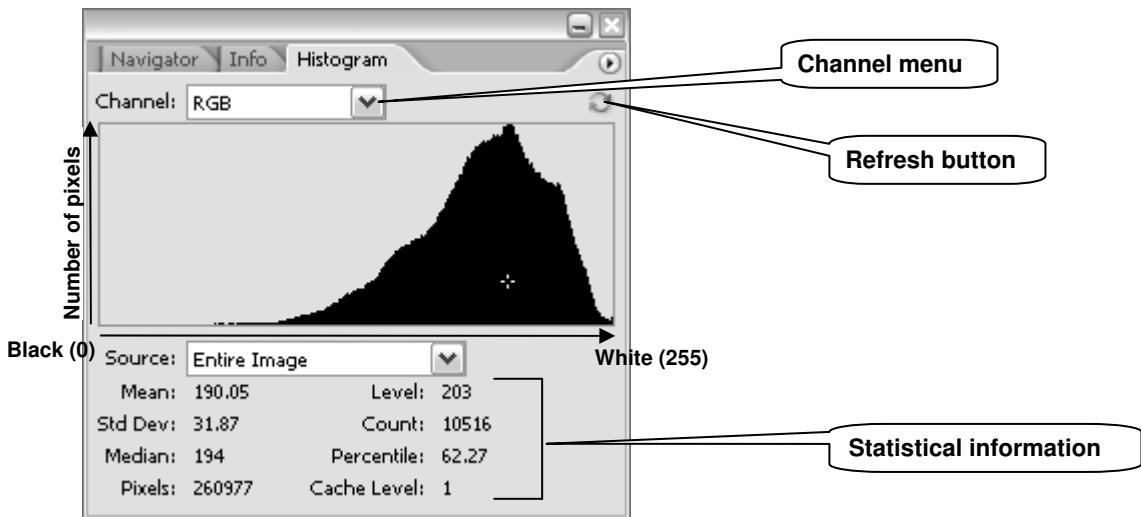 Navigator Info Histogram
Channel menu
Channel: RGB
Refresh button
Number of pixels
Black (0)
White (255)
Source: Entire Image
Mean: 190.05 Level: 203
Std Dev: 31.87 Count: 10516
Median: 194 Percentile: 62.27
Pixels: 260977 Cache Level: 1
Statistical information